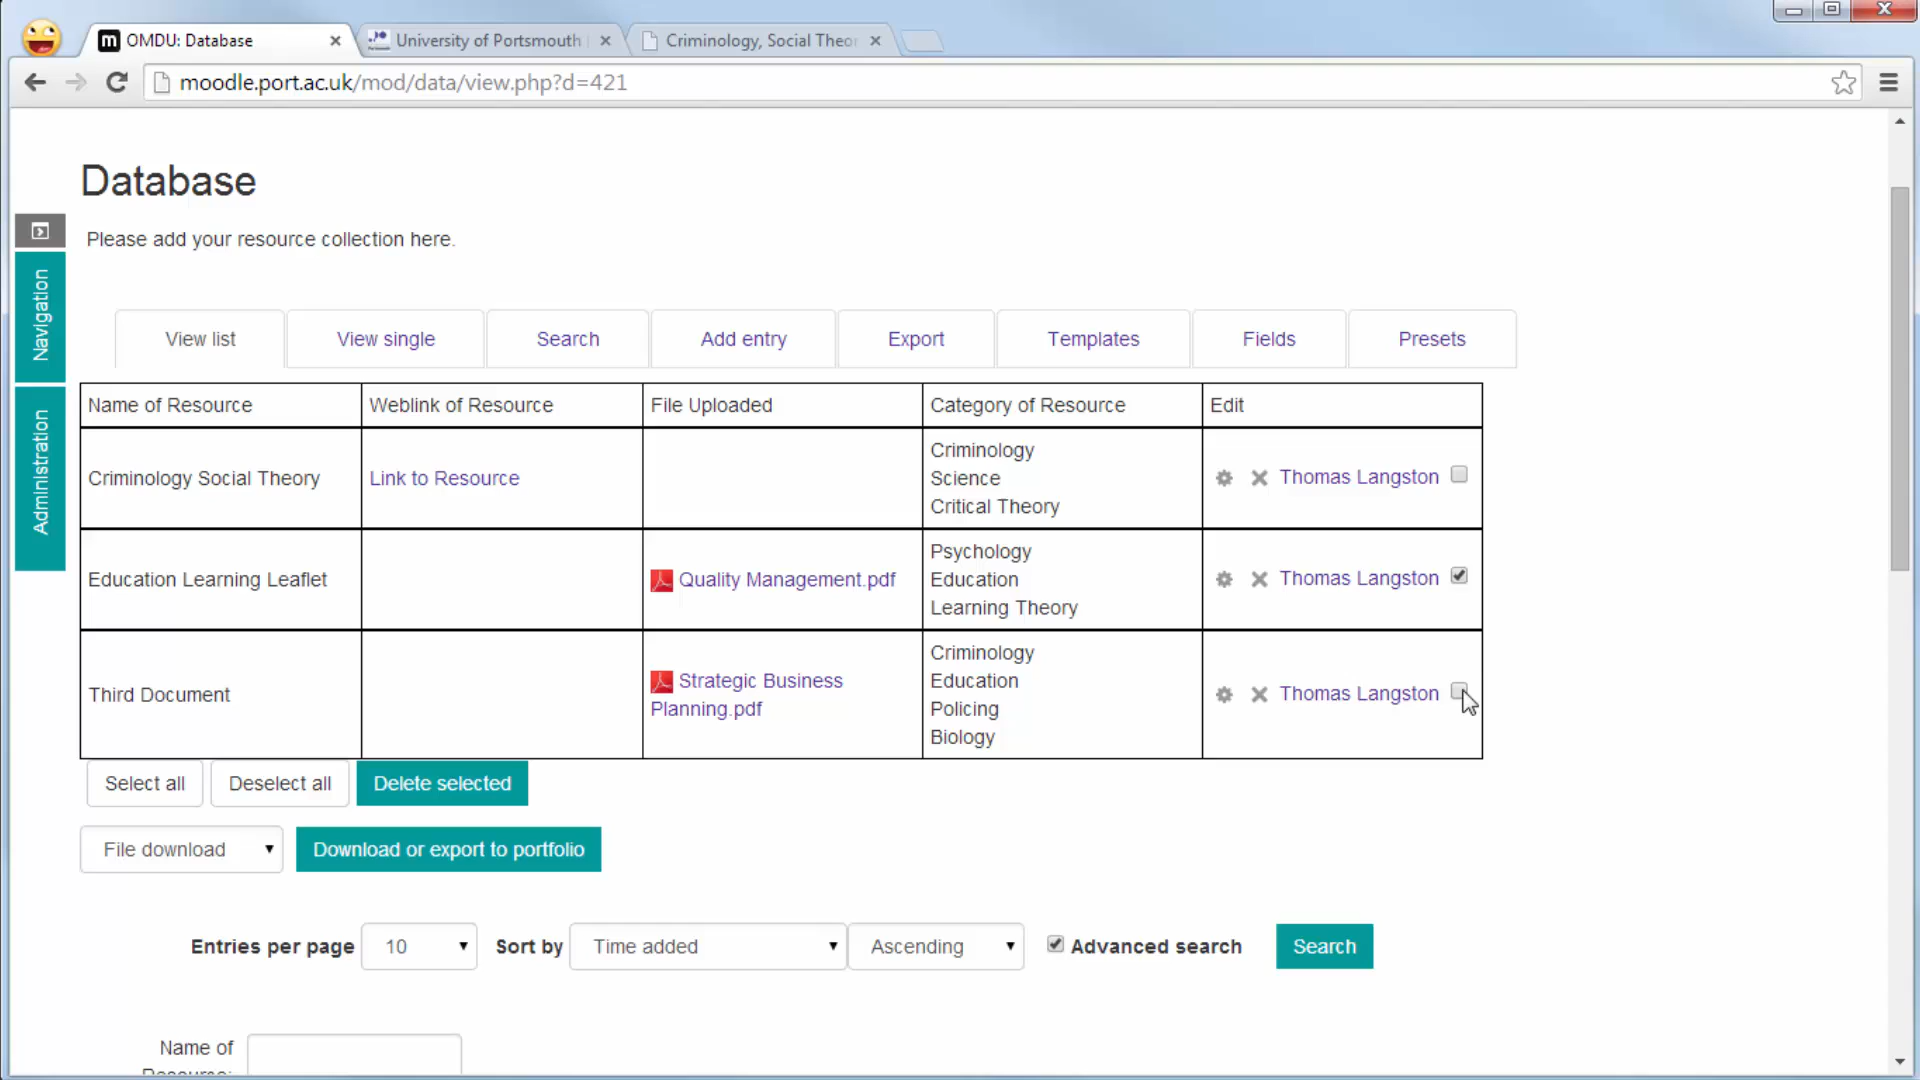 OMDU: Database
University of Portsmouth
Criminology, Social Theor
moodle.port.ac.uk/mod/data/view.php?d=421
Database
Please add your resource collection here.
Navigation
Administration
View list
View single
Search
Add entry
Export
Templates
Fields
Presets
Name of Resource
Weblink of Resource
File Uploaded
Category of Resource
Edit
Criminology Social Theory
Link to Resource
Criminology
Science
Critical Theory
Thomas Langston
Education Learning Leaflet
Quality Management.pdf
Psychology
Education
Learning Theory
Thomas Langston
Third Document
Strategic Business
Planning.pdf
Criminology
Education
Policing
Biology
Thomas Langston
Select all
Deselect all
Delete selected
File download
Download or export to portfolio
Entries per page
10
Sort by
Time added
Ascending
Advanced search
Search
Name of
Resource: